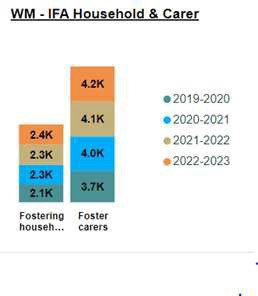 WM - IFA Household & Carer
4.2K
4.1K
4.0K
3.7K
2.4K
2.3K
2.3K
2.1K
2019-2020
2020-2021
2021-2022
2022-2023
Fostering
househ...
Foster
carers